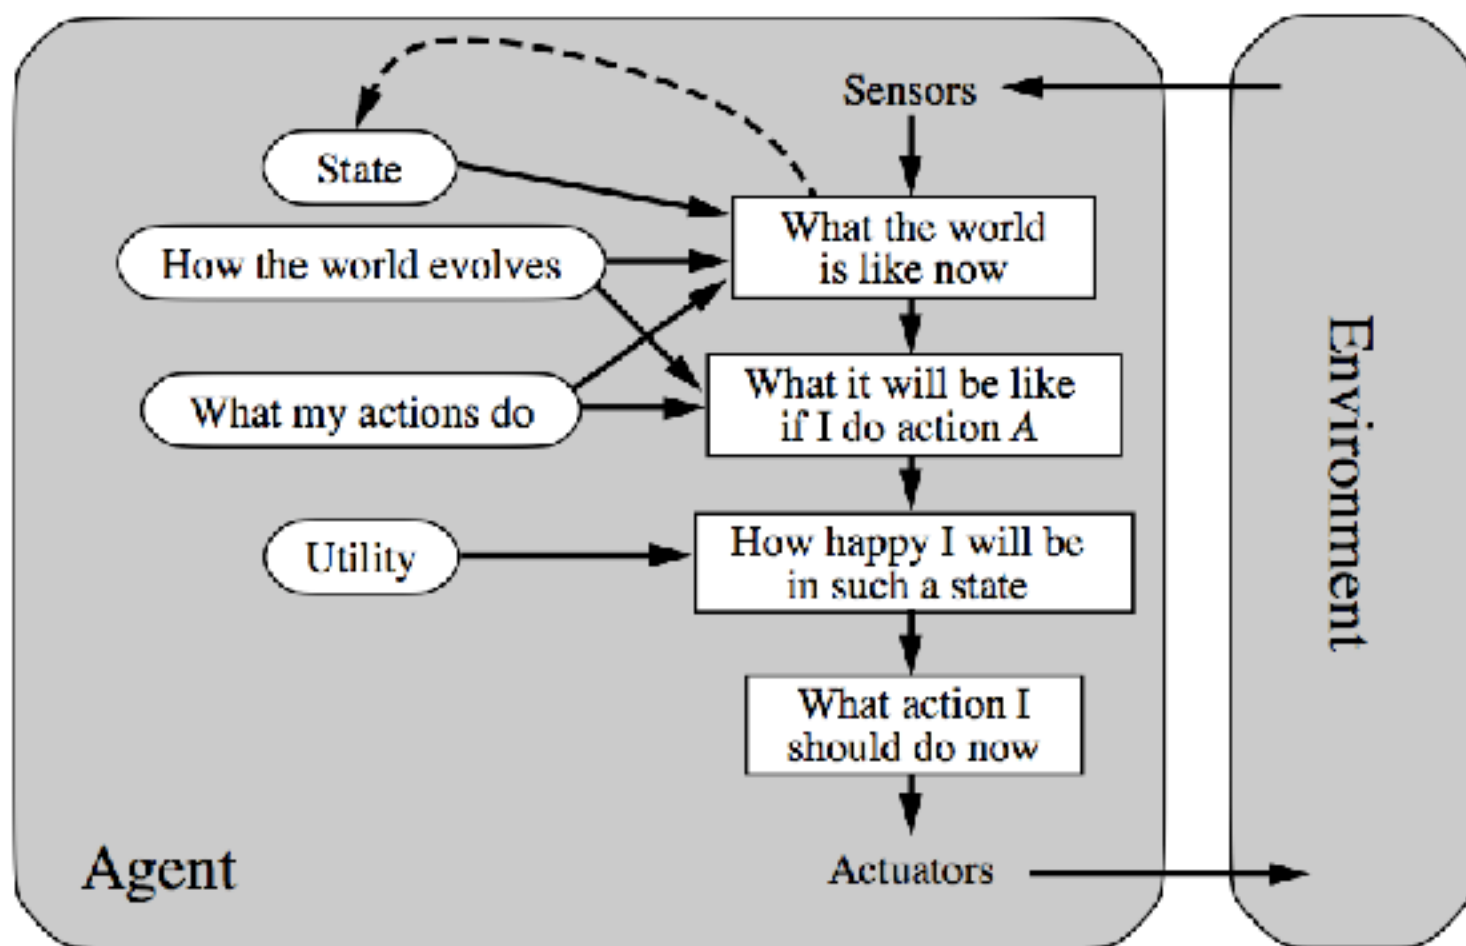 Sensors
State
What the world
is like now
How the world evolves
What it will be like
if I do action A
What my actions do
How happy I will be
in such a state
Utility
What action I
should do now
Agent
Actuators
Environment